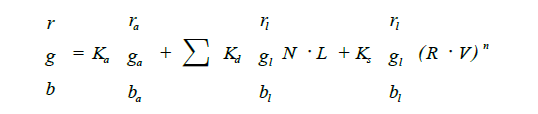 r r_a r_l r_l
g = K_a g_a + ∑ K_d g_l N · L + K_s g_l (R · V)^n
b b_a b_l b_l